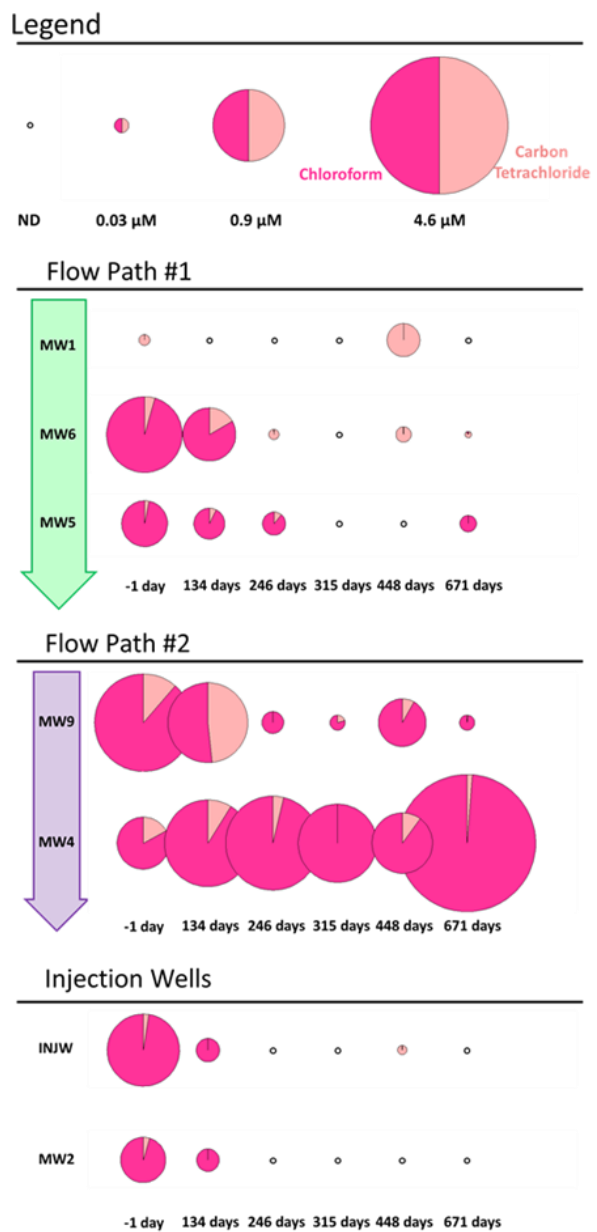 Legend
Chloroform
Carbon
Tetrachloride
ND 0.03 µM 0.9 µM 4.6 µM
Flow Path #1
MW1
MW6
MW5
-1 day 134 days 246 days 315 days 448 days 671 days
Flow Path #2
MW9
MW4
-1 day 134 days 246 days 315 days 448 days 671 days
Injection Wells
INJW
MW2
-1 day 134 days 246 days 315 days 448 days 671 days